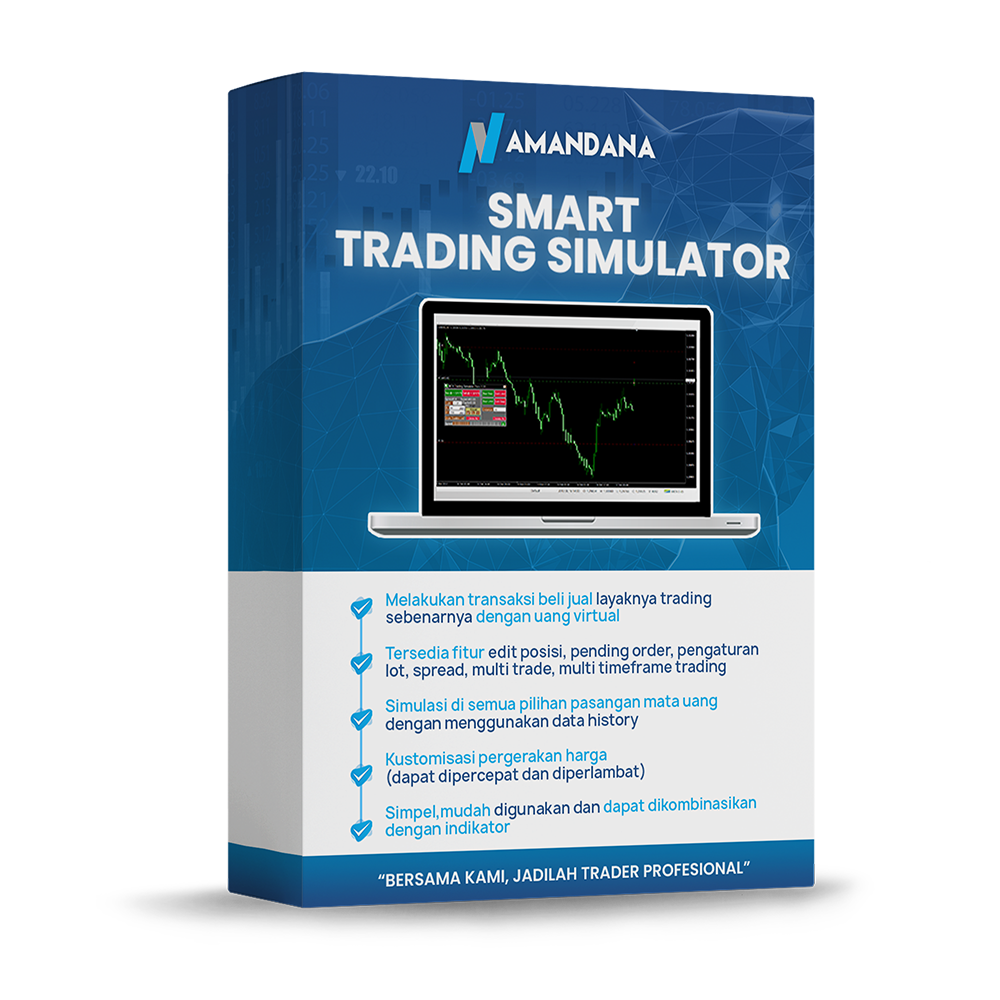 AMANDANA
SMART
TRADING SIMULATOR
22.10
Melakukan transaksi beli jual layaknya trading
sebenarnya dengan uang virtual
Tersedia fitur edit posisi, pending order, pengaturan
lot, spread, multi trade, multi timeframe trading
Simulasi di semua pilihan pasangan mata uang
dengan menggunakan data history
Kustomisasi pergerakan harga
(dapat dipercepat dan diperlambat)
Simpel,mudah digunakan dan dapat dikombinasikan
dengan indikator
“BERSAMA KAMI, JADILAH TRADER PROFESIONAL”